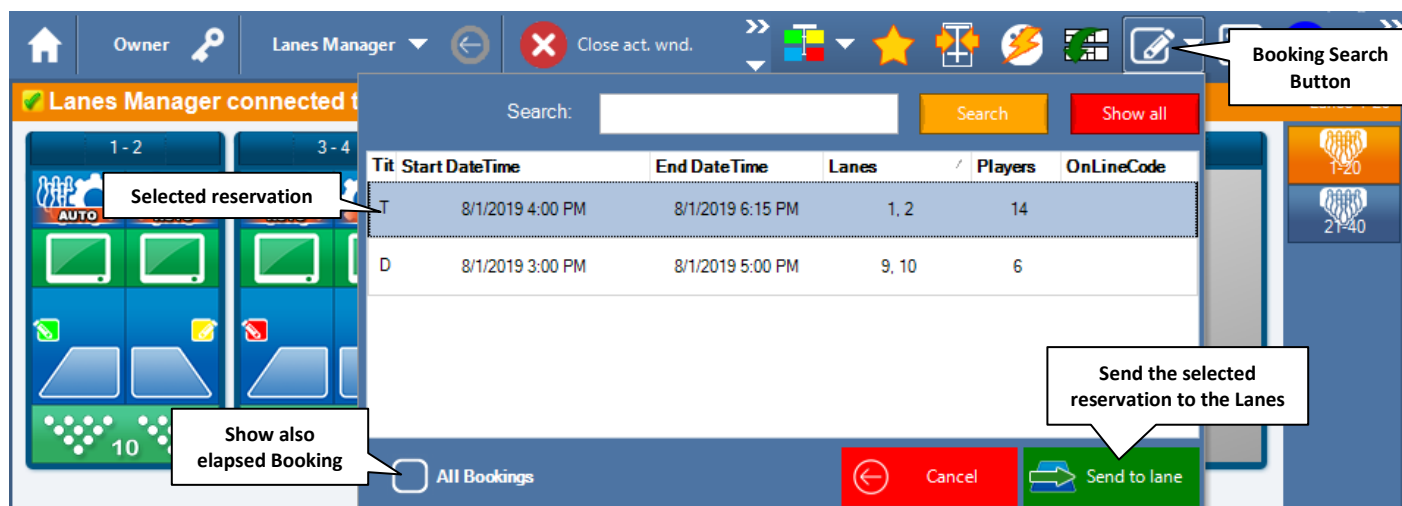 Owner
Lanes Manager
Close act. wnd.
Booking Search
Button
Lanes Manager connected t
Search:
Search
Show all
1 - 2
3 - 4
Tit Start DateTime End DateTime Lanes Players OnLineCode
Selected reservation
AUTO
T 8/1/2019 4:00 PM 8/1/2019 6:15 PM 1, 2 14
D 8/1/2019 3:00 PM 8/1/2019 5:00 PM 9, 10 6
1-20
21-40
Send the selected
reservation to the Lanes
10
Show also
elapsed Booking
All Bookings
Cancel
Send to lane